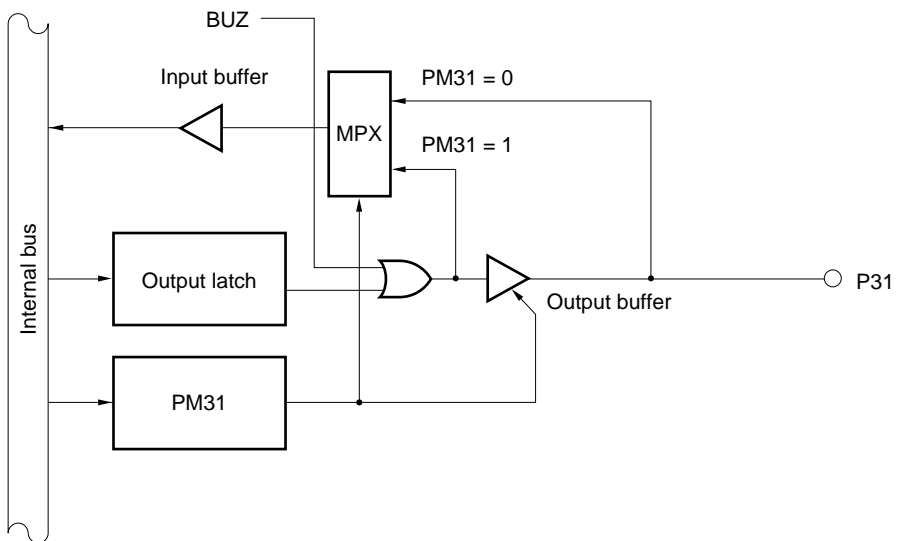 BUZ
Input buffer
PM31 = 0
MPX
PM31 = 1
Internal bus
Output latch
Output buffer
P31
PM31